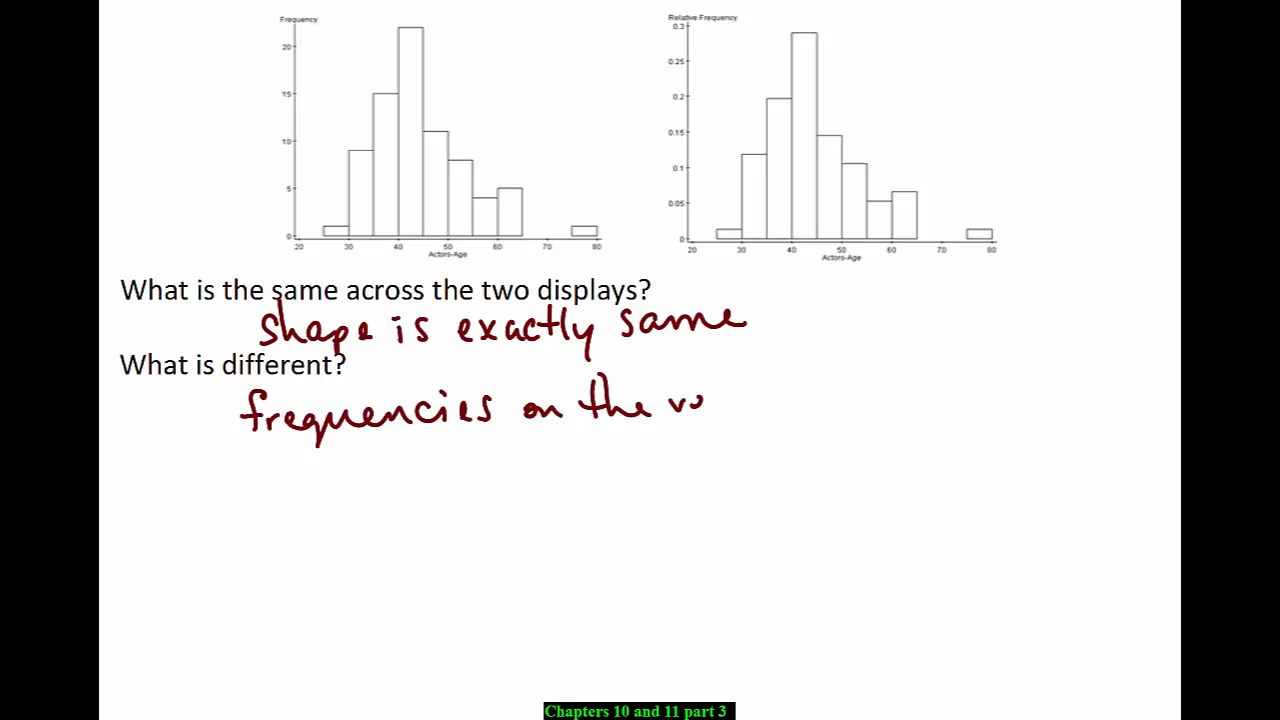 Frequency
20
15
10
5
0
20 30 40 50 60 70 80
Actors-Age
Relative Frequency
0.3
0.25
0.2
0.15
0.1
0.05
0
20 30 40 50 60 70 80
Actors-Age
What is the same across the two displays?
shape is exactly same
What is different?
frequencies on the
Chapters 10 and 11 part 3